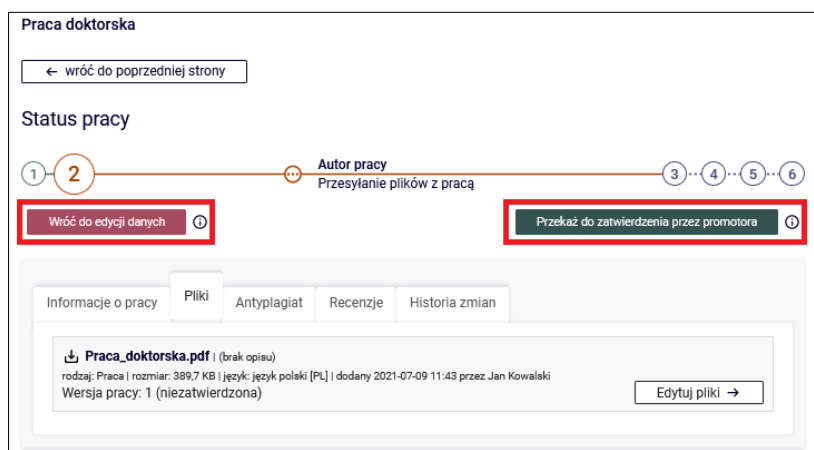 Praca doktorska
← wróć do poprzedniej strony
Status pracy
1 2 Autor pracy 3 4 5 6
Przesyłanie plików z pracą
Wróć do edycji danych Przekaż do zatwierdzenia przez promotora
Informacje o pracy Pliki Antyplagiat Recenzje Historia zmian
Praca_doktorska.pdf | (brak opisu)
rodzaj: Praca | rozmiar: 389,7 KB | język: język polski [PL] | dodany 2021-07-09 11:43 przez Jan Kowalski
Wersja pracy: 1 (niezatwierdzona) Edytuj pliki →